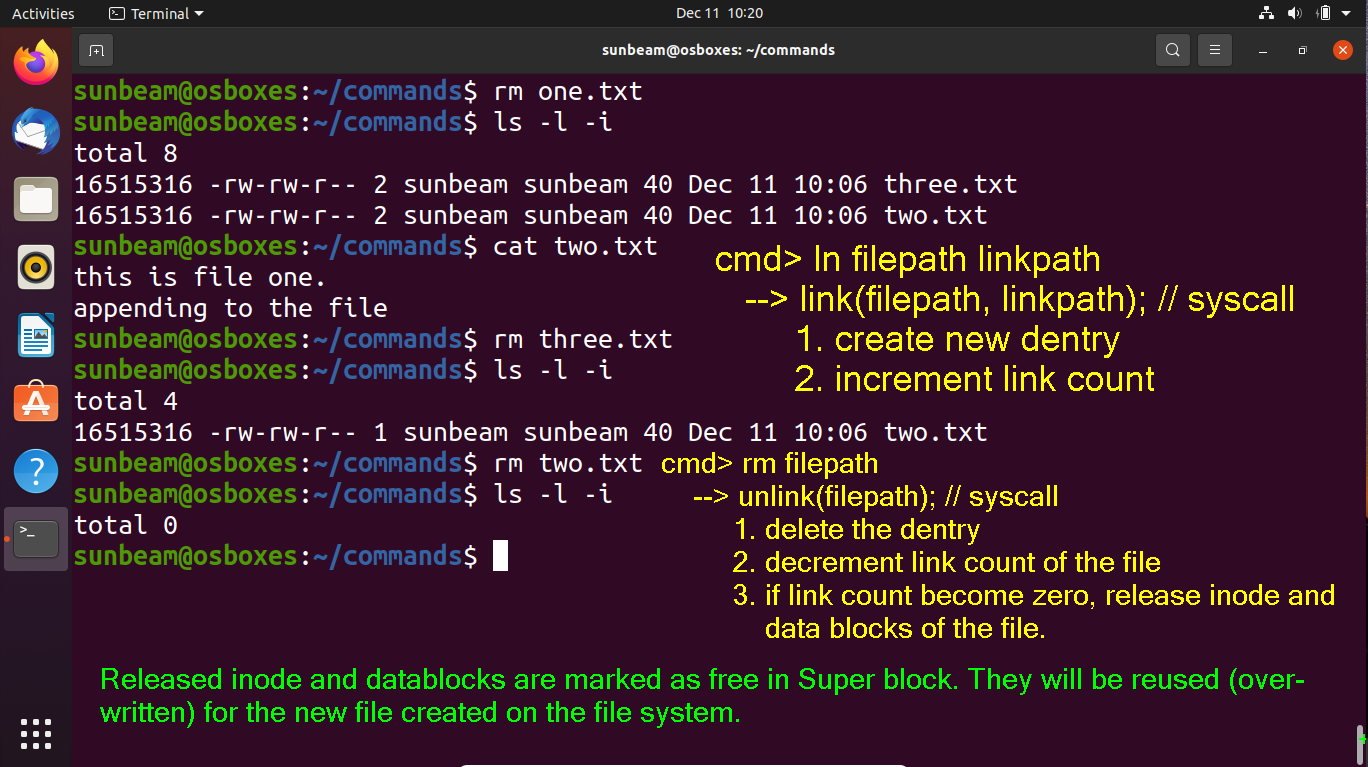 Activities
Terminal
Dec 11 10:20
sunbeam@osboxes: ~/commands
sunbeam@osboxes:~/commands$ rm one.txt
sunbeam@osboxes:~/commands$ ls -l -i
total 8
16515316 -rw-rw-r-- 2 sunbeam sunbeam 40 Dec 11 10:06 three.txt
16515316 -rw-rw-r-- 2 sunbeam sunbeam 40 Dec 11 10:06 two.txt
sunbeam@osboxes:~/commands$ cat two.txt
this is file one.
appending to the file
sunbeam@osboxes:~/commands$ rm three.txt
sunbeam@osboxes:~/commands$ ls -l -i
total 4
16515316 -rw-rw-r-- 1 sunbeam sunbeam 40 Dec 11 10:06 two.txt
sunbeam@osboxes:~/commands$ rm two.txt
sunbeam@osboxes:~/commands$ ls -l -i
total 0
sunbeam@osboxes:~/commands$
cmd> ln filepath linkpath
--> link(filepath, linkpath); // syscall
1. create new dentry
2. increment link count
cmd> rm filepath
--> unlink(filepath); // syscall
1. delete the dentry
2. decrement link count of the file
3. if link count become zero, release inode and
data blocks of the file.
Released inode and datablocks are marked as free in Super block. They will be reused (over-
written) for the new file created on the file system.